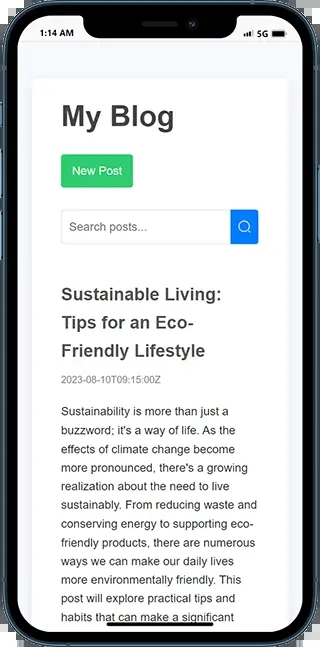 1:14 AM
5G
My Blog
New Post
Search posts...
Sustainable Living:
Tips for an Eco-
Friendly Lifestyle
2023-08-10T09:15:00Z
Sustainability is more than just a
buzzword; it's a way of life. As the
effects of climate change become
more pronounced, there's a growing
realization about the need to live
sustainably. From reducing waste and
conserving energy to supporting eco-
friendly products, there are numerous
ways we can make our daily lives
more environmentally friendly. This
post will explore practical tips and
habits that can make a significant